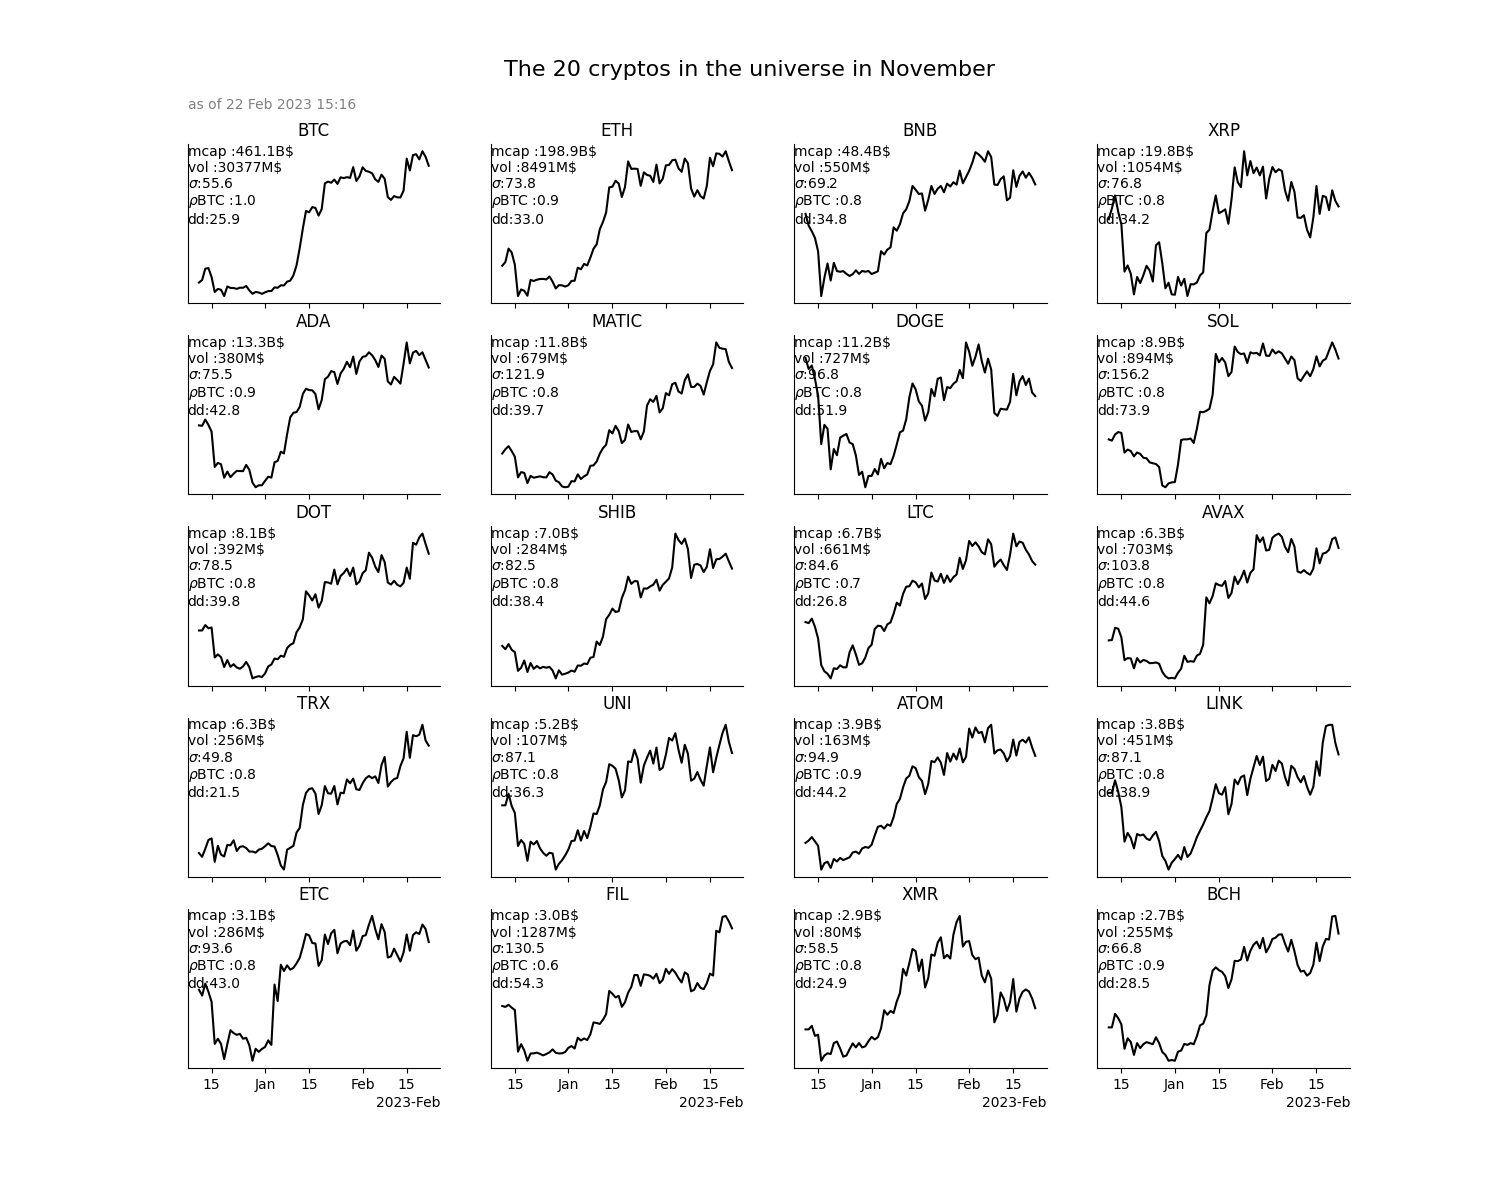 The 20 cryptos in the universe in November
as of 22 Feb 2023 15:16
BTC
mcap :461.1B$
vol :30377M$
σ:55.6
ρBTC :1.0
dd:25.9
ETH
mcap :198.9B$
vol :8491M$
σ:73.8
ρBTC :0.9
dd:33.0
BNB
mcap :48.4B$
vol :550M$
σ:69.2
ρBTC :0.8
dd:34.8
XRP
mcap :19.8B$
vol :1054M$
σ:76.8
ρBTC :0.8
dd:34.2
ADA
mcap :13.3B$
vol :380M$
σ:75.5
ρBTC :0.9
dd:42.8
MATIC
mcap :11.8B$
vol :679M$
σ:121.9
ρBTC :0.8
dd:39.7
DOGE
mcap :11.2B$
vol :727M$
σ:96.8
ρBTC :0.8
dd:51.9
SOL
mcap :8.9B$
vol :894M$
σ:156.2
ρBTC :0.8
dd:73.9
DOT
mcap :8.1B$
vol :392M$
σ:78.5
ρBTC :0.8
dd:39.8
SHIB
mcap :7.0B$
vol :284M$
σ:82.5
ρBTC :0.8
dd:38.4
LTC
mcap :6.7B$
vol :661M$
σ:84.6
ρBTC :0.7
dd:26.8
AVAX
mcap :6.3B$
vol :703M$
σ:103.8
ρBTC :0.8
dd:44.6
TRX
mcap :6.3B$
vol :256M$
σ:49.8
ρBTC :0.8
dd:21.5
UNI
mcap :5.2B$
vol :107M$
σ:87.1
ρBTC :0.8
dd:36.3
ATOM
mcap :3.9B$
vol :163M$
σ:94.9
ρBTC :0.9
dd:44.2
LINK
mcap :3.8B$
vol :451M$
σ:87.1
ρBTC :0.8
dd:38.9
ETC
mcap :3.1B$
vol :286M$
σ:93.6
ρBTC :0.8
dd:43.0
FIL
mcap :3.0B$
vol :1287M$
σ:130.5
ρBTC :0.6
dd:54.3
XMR
mcap :2.9B$
vol :80M$
σ:58.5
ρBTC :0.8
dd:24.9
BCH
mcap :2.7B$
vol :255M$
σ:66.8
ρBTC :0.9
dd:28.5
15 Jan 15 Feb 15
2023-Feb
15 Jan 15 Feb 15
2023-Feb
15 Jan 15 Feb 15
2023-Feb
15 Jan 15 Feb 15
2023-Feb